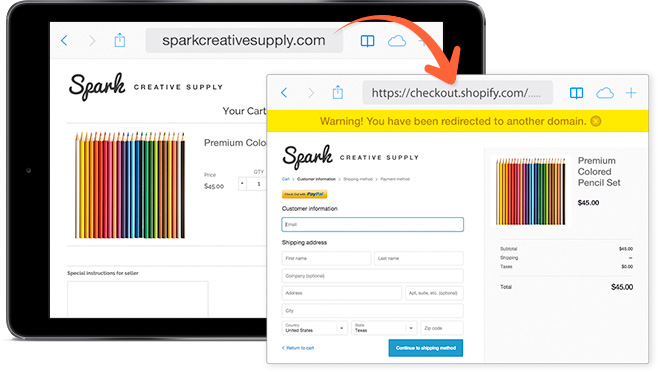 sparkcreativesupply.com
Spark CREATIVE SUPPLY
Your Cart
Premium Colo
Price
QTY
$45.00
1
Special instructions for seller
https://checkout.shopify.com/.....
Warning! You have been redirected to another domain.
Spark CREATIVE SUPPLY
Cart > Customer information > Shipping method > Payment method
Check out with PayPal
Customer information
Email
Shipping address
First name
Last name
Company (optional)
Address
Apt, suite, etc. (optional)
City
Country
United States
State
Texas
Zip code
< Return to cart
Continue to shipping method
Premium
Colored
Pencil Set
$45.00
Subtotal $45.00
Shipping —
Taxes $0.00
Total $45.00